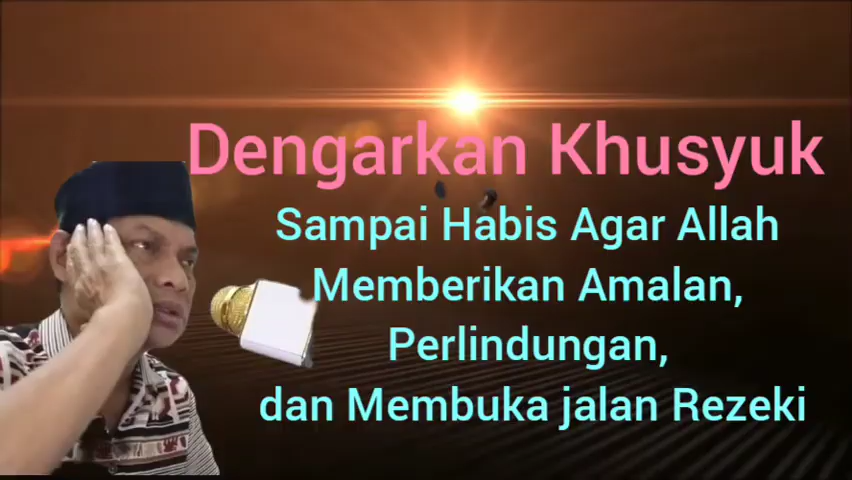 Dengarkan Khusyuk
Sampai Habis Agar Allah
Memberikan Amalan,
Perlindungan,
dan Membuka jalan Rezeki